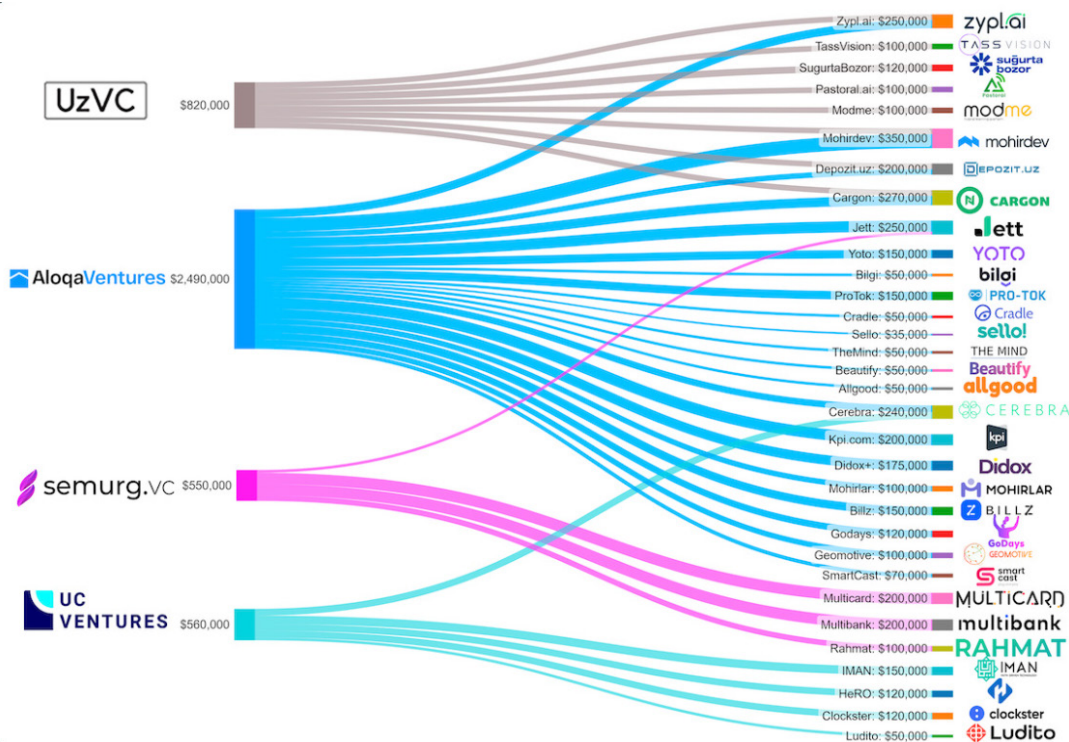 UzVC
$820,000
AloqaVentures $2,490,000
semurg.vc $550,000
UC
VENTURES
$560,000
Zypl.ai: $250,000
zypl.ai
TassVision: $100,000
TASS VISION
SugurtaBozor: $120,000
suğurta
bozor
Pastoral.ai: $100,000
Pastoral
Modme: $100,000
modme
Mohirdev: $350,000
mohirdev
Depozit.uz: $200,000
DEPOZIT.UZ
Cargon: $270,000
CARGON
Jett: $250,000
Jett
Yoto: $150,000
YOTO
Bilgi: $50,000
bilgi
ProTok: $150,000
PRO-TOK
Cradle: $50,000
Cradle
Sello: $35,000
sello!
TheMind: $50,000
THE MIND
Beautify: $50,000
Beautify
Allgood: $50,000
allgood
Cerebra: $240,000
CEREBRA
Kpi.com: $200,000
kpi
Didox+: $175,000
Didox
Mohirlar: $100,000
MOHIRLAR
Billz: $150,000
BILLZ
Godays: $120,000
GoDays
Geomotive: $100,000
GEOMOTIVE
SmartCast: $70,000
smart
cast
Multicard: $200,000
MULTICARD
Multibank: $200,000
multibank
Rahmat: $100,000
RAHMAT
IMAN: $150,000
IMAN
HeRO: $120,000
Clockster: $120,000
clockster
Ludito: $50,000
Ludito